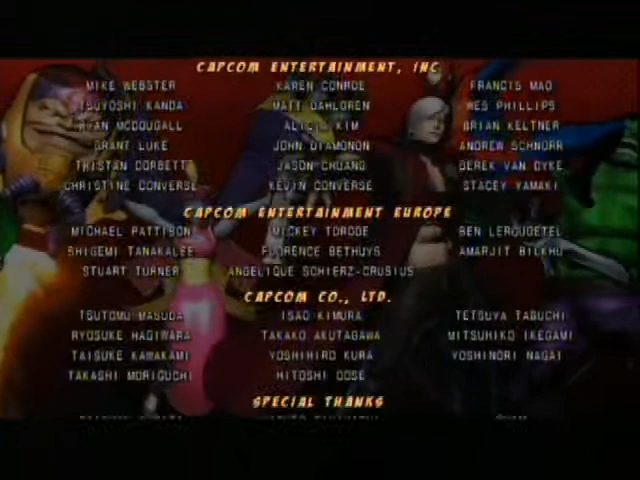 CAPCOM ENTERTAINMENT, INC
MIKE WEBSTER KAREN CONROE FRANCIS MAO
TSUYOSHI KANDA MATT DAHLGREN WES PHILLIPS
RYAN MCDOUGALL ALICIA KIM BRIAN KELTNER
GRANT LUKE JOHN DIAMONON ANDREW SCHNORR
TRISTAN CORBETT JASON CHUANG DEREK VAN DYKE
CHRISTINE CONVERSE KEVIN CONVERSE STACEY YAMAKI
CAPCOM ENTERTAINMENT EUROPE
MICHAEL PATTISON MICKEY TORODE BEN LEROUGETEL
SHIGEMI TANAKALEE FLORENCE BETHUYS AMARJIT BILKHU
STUART TURNER ANGELIQUE SCHIERZ-CRUSIUS
CAPCOM CO., LTD.
TSUTOMU MASUDA ISAO KIMURA TETSUYA TABUCHI
RYOSUKE HAGIWARA TAKAKO AKUTAGAWA MITSUHIKO IKEGAMI
TAISUKE KAWAKAMI YOSHIHIRO KURA YOSHINORI NAGAI
TAKASHI MORIGUCHI HITOSHI OOSE
SPECIAL THANKS